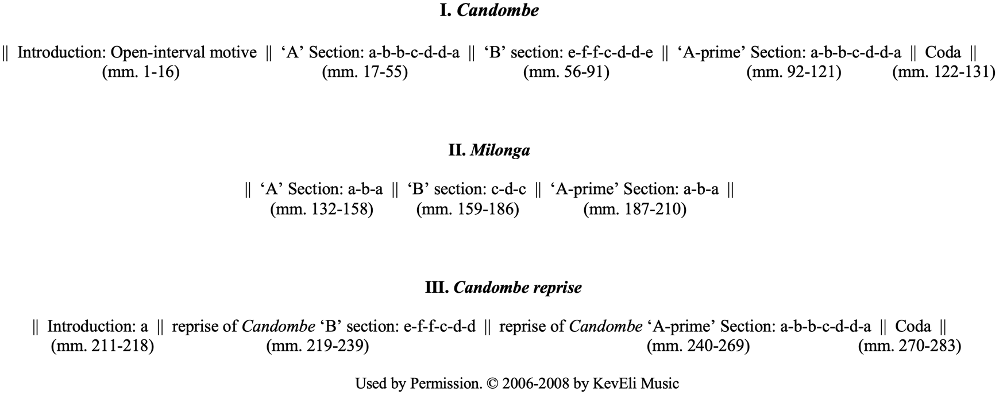 I. Candombe
|| Introduction: Open-interval motive || ‘A’ Section: a-b-b-c-d-d-a || ‘B’ section: e-f-f-c-d-d-e || ‘A-prime’ Section: a-b-b-c-d-d-a || Coda ||
(mm. 1-16) (mm. 17-55) (mm. 56-91) (mm. 92-121) (mm. 122-131)
II. Milonga
|| ‘A’ Section: a-b-a || ‘B’ section: c-d-c || ‘A-prime’ Section: a-b-a ||
(mm. 132-158) (mm. 159-186) (mm. 187-210)
III. Candombe reprise
|| Introduction: a || reprise of Candombe ‘B’ section: e-f-f-c-d-d || reprise of Candombe ‘A-prime’ Section: a-b-b-c-d-d-a || Coda ||
(mm. 211-218) (mm. 219-239) (mm. 240-269) (mm. 270-283)
Used by Permission. © 2006-2008 by KevEli Music